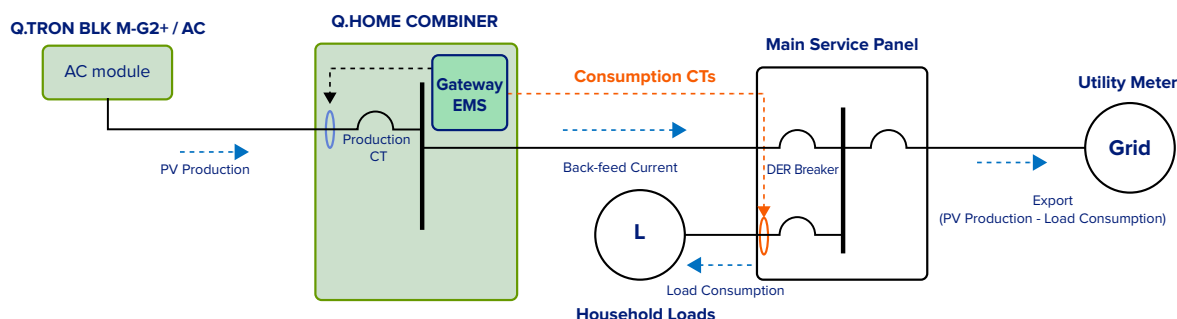 Q.TRON BLK M-G2+ / AC
AC module
PV Production
Q.HOME COMBINER
Gateway
EMS
Production
CT
Consumption CTs
Back-feed Current
Main Service Panel
DER Breaker
L
Load Consumption
Household Loads
Utility Meter
Grid
Export
(PV Production - Load Consumption)